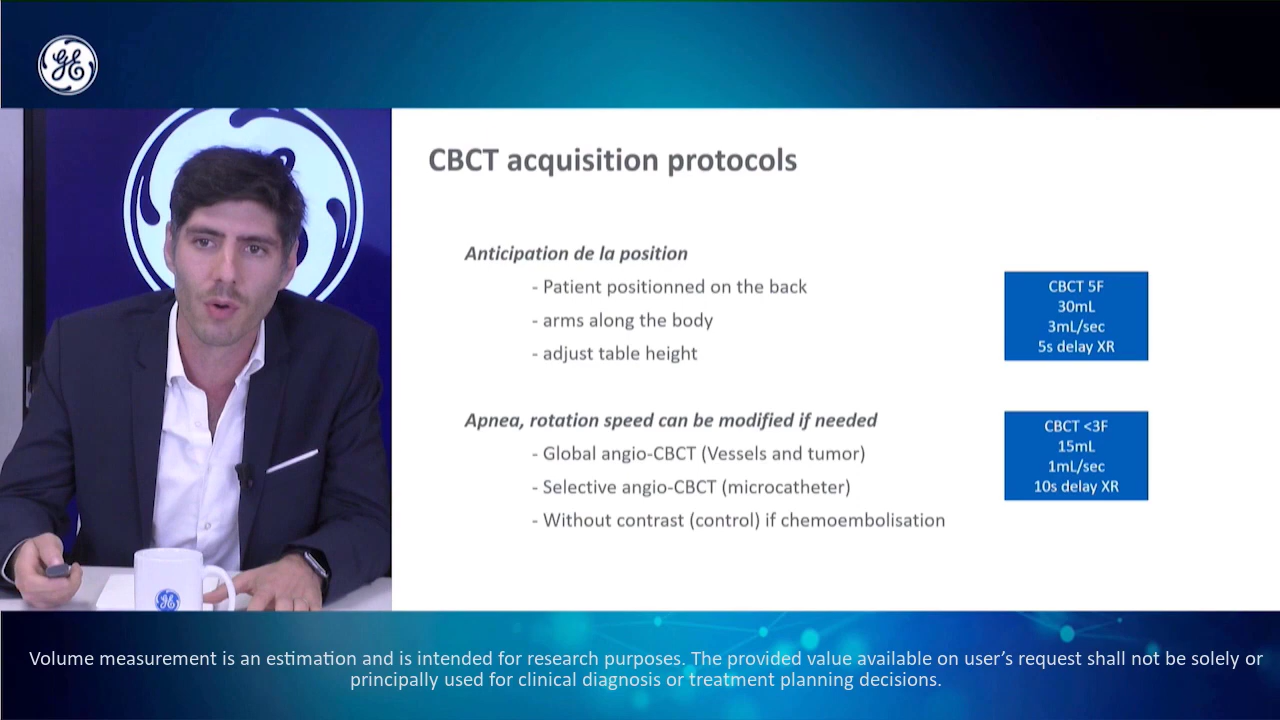 GE
CBCT acquisition protocols
Anticipation de la position
- Patient positionned on the back
- arms along the body
- adjust table height
CBCT 5F
30mL
3mL/sec
5s delay XR
Apnea, rotation speed can be modified if needed
- Global angio-CBCT (Vessels and tumor)
- Selective angio-CBCT (microcatheter)
- Without contrast (control) if chemoembolisation
CBCT <3F
15mL
1mL/sec
10s delay XR
GE
Volume measurement is an estimation and is intended for research purposes. The provided value available on user’s request shall not be solely or
principally used for clinical diagnosis or treatment planning decisions.